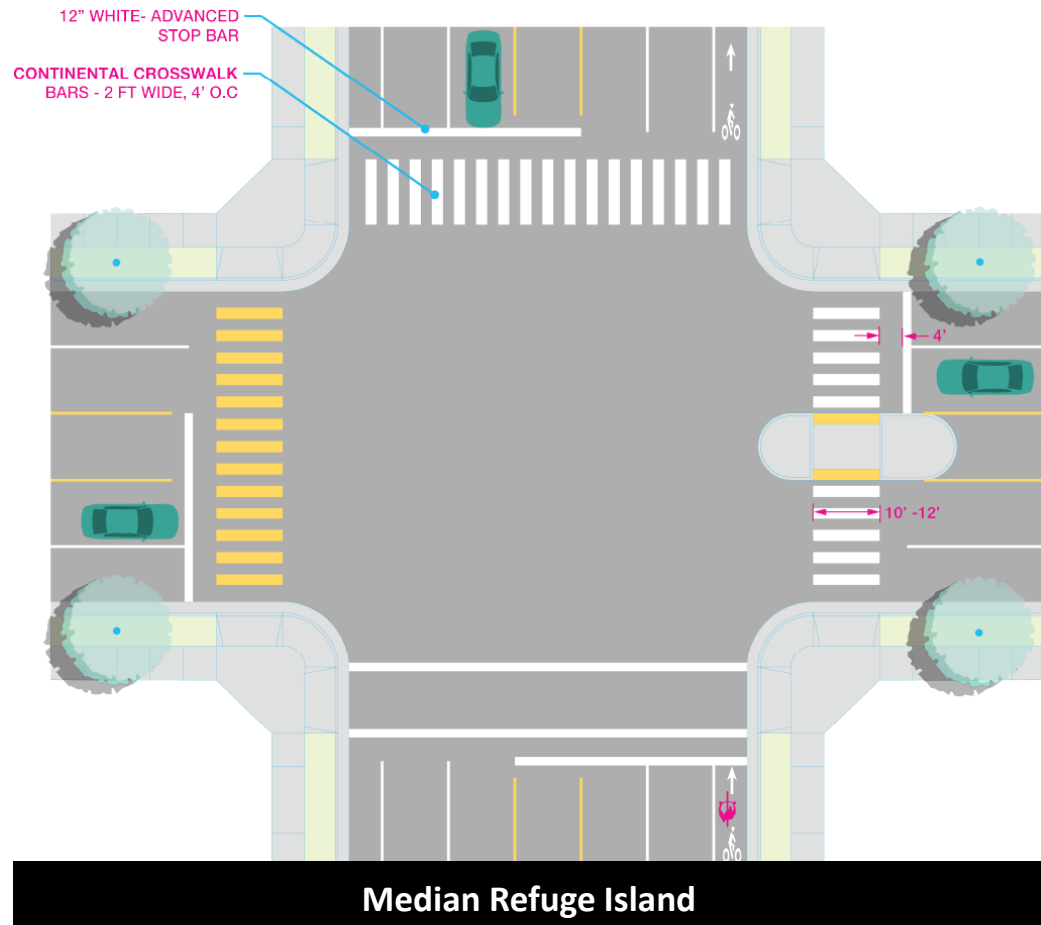 12” WHITE- ADVANCED
STOP BAR
CONTINENTAL CROSSWALK
BARS - 2 FT WIDE, 4’ O.C
4’
10’ -12’
Median Refuge Island